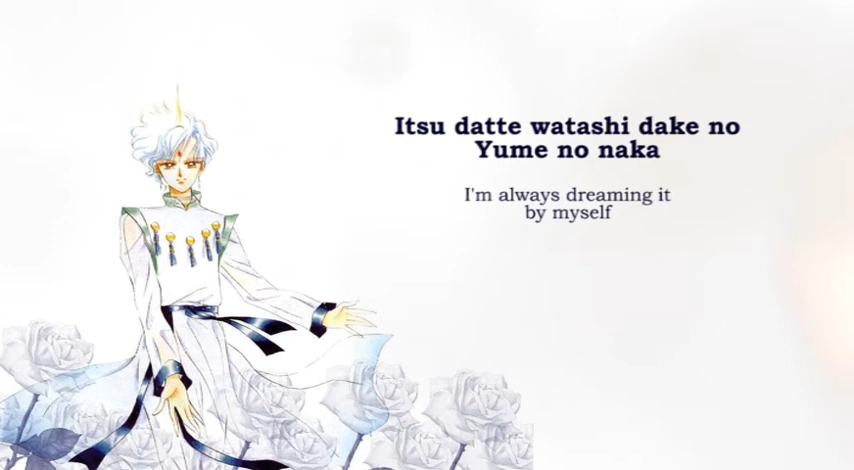 Itsu datte watashi dake no
Yume no naka
I'm always dreaming it
by myself